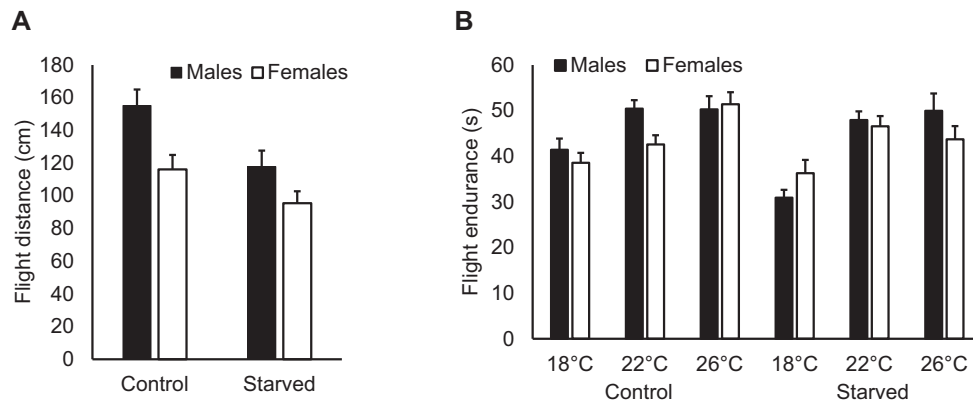 A
Flight distance (cm)
180
160
140
120
100
80
60
40
20
0
Males Females
Control Starved
B
Flight endurance (s)
60
50
40
30
20
10
0
Males Females
18°C 22°C 26°C 18°C 22°C 26°C
Control Starved